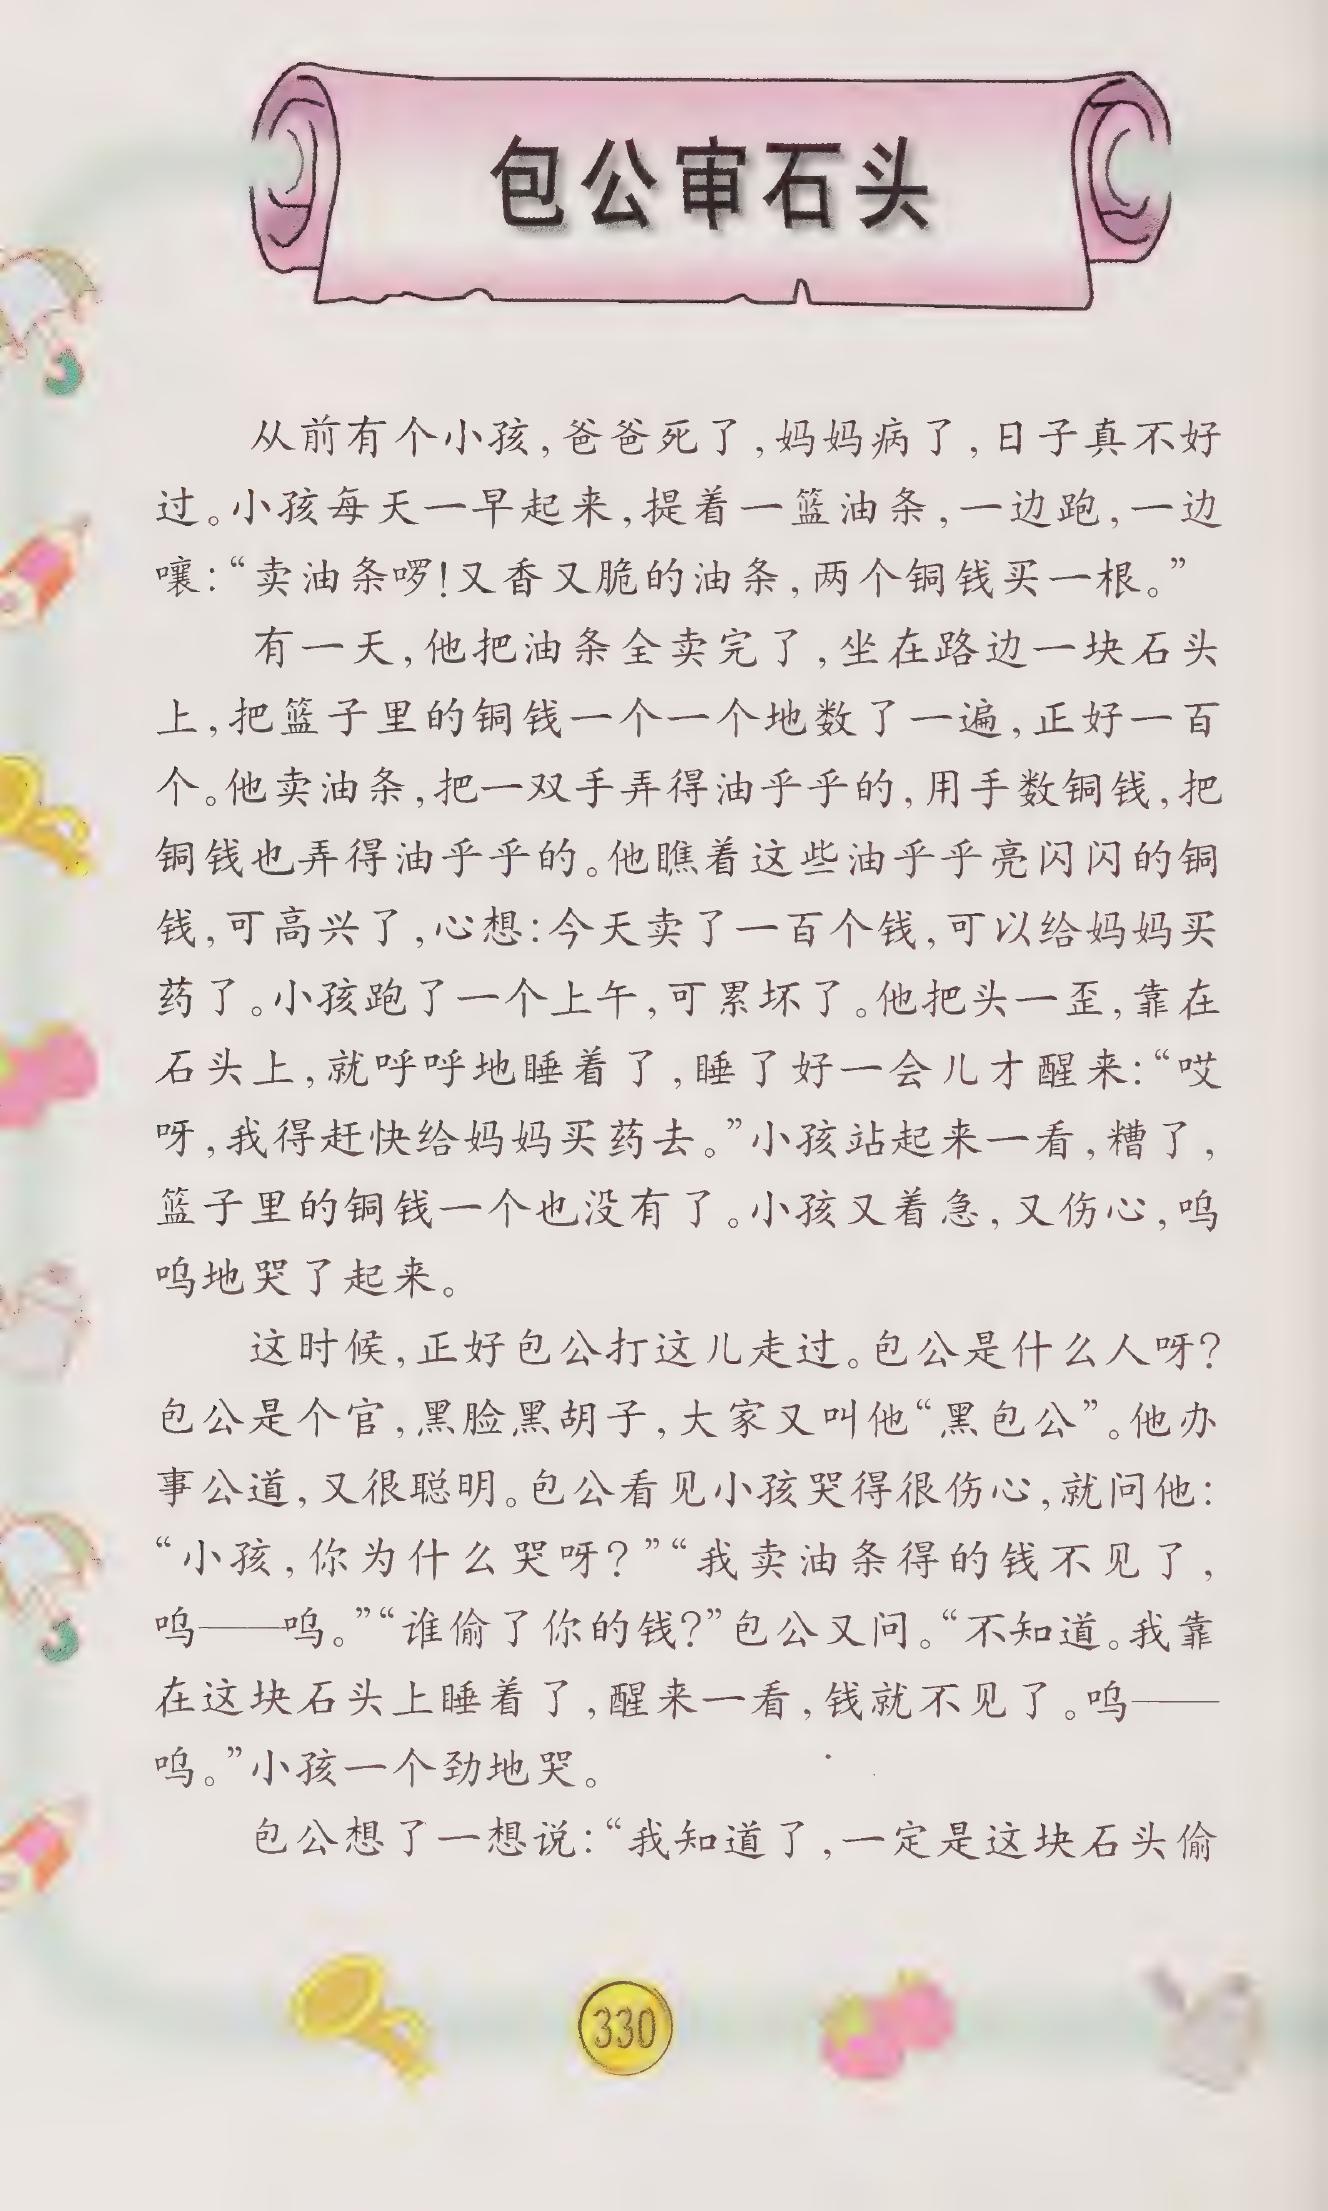 包公审石头
从前有个小孩,爸爸死了,妈妈病了,日子真不好
过。小孩每天一早起来,提着一篮油条,一边跑,一边
嚷:“卖油条啰!又香又脆的油条,两个铜钱买一根。”
有一天,他把油条全卖完了,坐在路边一块石头
上,把篮子里的铜钱一个一个地数了一遍,正好一百
个。他卖油条,把一双手弄得油乎乎的,用手数铜钱,把
铜钱也弄得油乎乎的。他瞧着这些油乎乎亮闪闪的铜
钱,可高兴了,心想:今天卖了一百个钱,可以给妈妈买
药了。小孩跑了一个上午,可累坏了。他把头一歪,靠在
石头上,就呼呼地睡着了,睡了好一会儿才醒来:“哎
呀,我得赶快给妈妈买药去。”小孩站起来一看,糟了,
篮子里的铜钱一个也没有了。小孩又着急,又伤心,呜
呜地哭了起来。
这时候,正好包公打这儿走过。包公是什么人呀?
包公是个官,黑脸黑胡子,大家又叫他“黑包公”。他办
事公道,又很聪明。包公看见小孩哭得很伤心,就问他:
“小孩,你为什么哭呀?”“我卖油条得的钱不见了,
呜——呜。”“谁偷了你的钱?”包公又问。“不知道。我靠
在这块石头上睡着了,醒来一看,钱就不见了。呜——
呜。”小孩一个劲地哭。
包公想了一想说:“我知道了,一定是这块石头偷
330